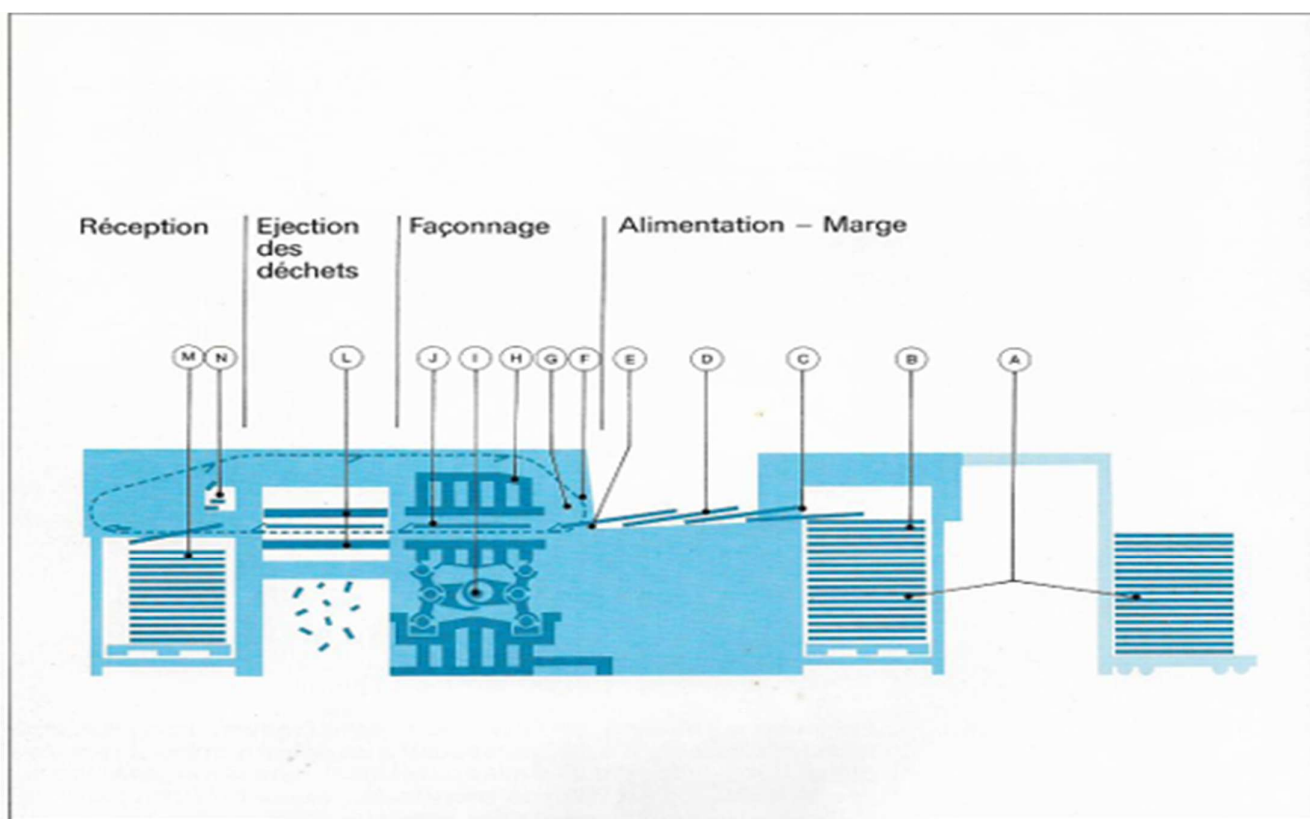 Réception
Ejection
des
déchets
Façonnage
Alimentation – Marge
M N L J I H G F E D C B A